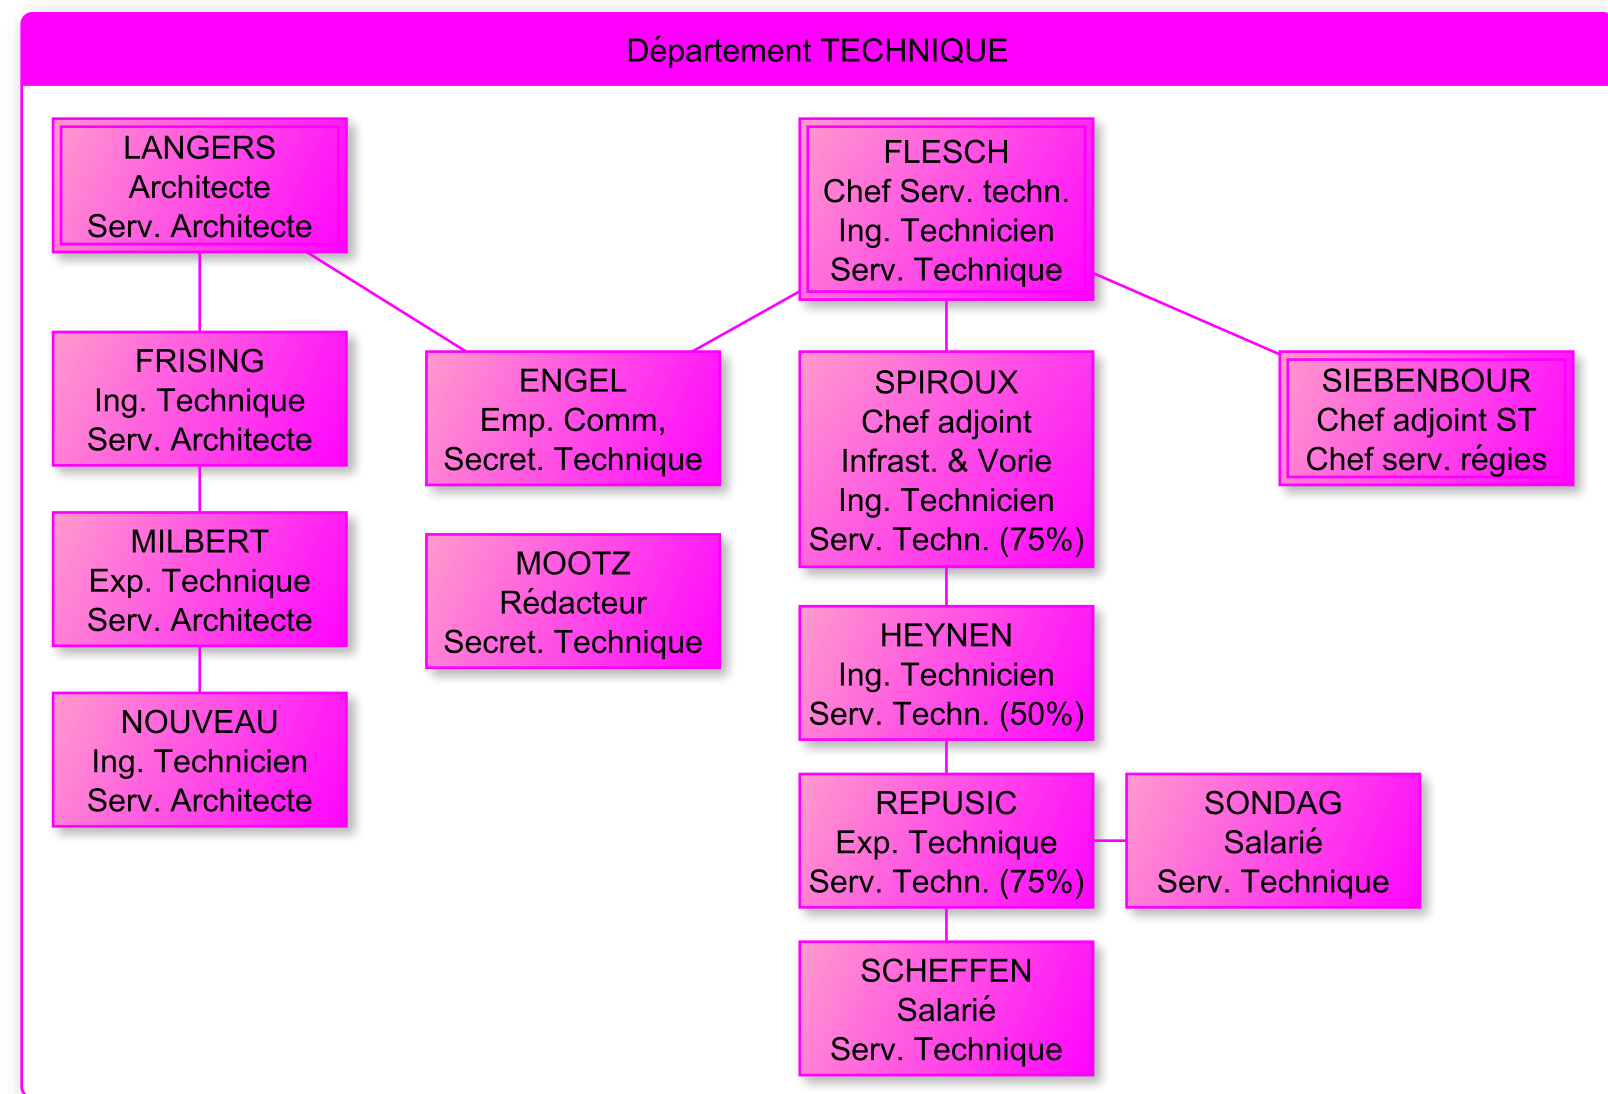 Département TECHNIQUE
LANGERS
Architecte
Serv. Architecte
FLESCH
Chef Serv. techn.
Ing. Technicien
Serv. Technique
FRISING
Ing. Technique
Serv. Architecte
ENGEL
Emp. Comm,
Secret. Technique
SPIROUX
Chef adjoint
Infrast. & Vorie
Ing. Technicien
Serv. Techn. (75%)
SIEBENBOUR
Chef adjoint ST
Chef serv. régies
MILBERT
Exp. Technique
Serv. Architecte
MOOTZ
Rédacteur
Secret. Technique
HEYNEN
Ing. Technicien
Serv. Techn. (50%)
NOUVEAU
Ing. Technicien
Serv. Architecte
REPUSIC
Exp. Technique
Serv. Techn. (75%)
SONDAG
Salarié
Serv. Technique
SCHEFFEN
Salarié
Serv. Technique